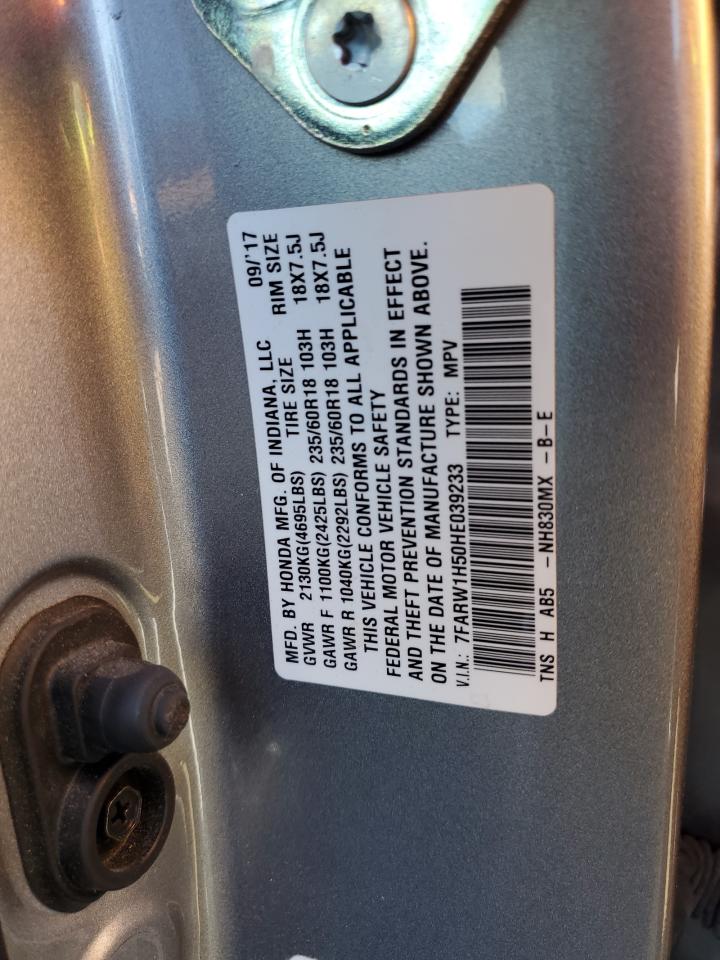 MFD. BY HONDA MFG. OF INDIANA, LLC 09/'17
TIRE SIZE RIM SIZE
GVWR 2130KG(4695LBS)
GAWR F 1100KG(2425LBS) 235/60R18 103H 18X7.5J
GAWR R 1040KG(2292LBS) 235/60R18 103H 18X7.5J
THIS VEHICLE CONFORMS TO ALL APPLICABLE
FEDERAL MOTOR VEHICLE SAFETY
AND THEFT PREVENTION STANDARDS IN EFFECT
ON THE DATE OF MANUFACTURE SHOWN ABOVE.
V.I.N.: 7FARW1H50HE039233 TYPE: MPV
TNS H AB5 -NH830MX -B-E